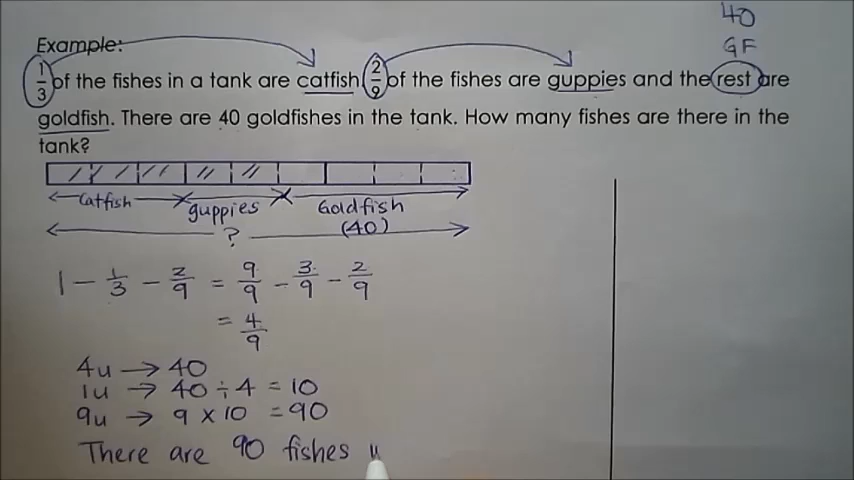 40
GF
Example:
1/3 of the fishes in a tank are catfish 2/9 of the fishes are guppies and the rest are
goldfish. There are 40 goldfishes in the tank. How many fishes are there in the
tank?
Catfish guppies Goldfish
(40)
?
1 - 1/3 - 2/9 = 9/9 - 3/9 - 2/9
= 4/9
4u → 40
1u → 40 ÷ 4 = 10
9u → 9 × 10 = 90
There are 90 fishes